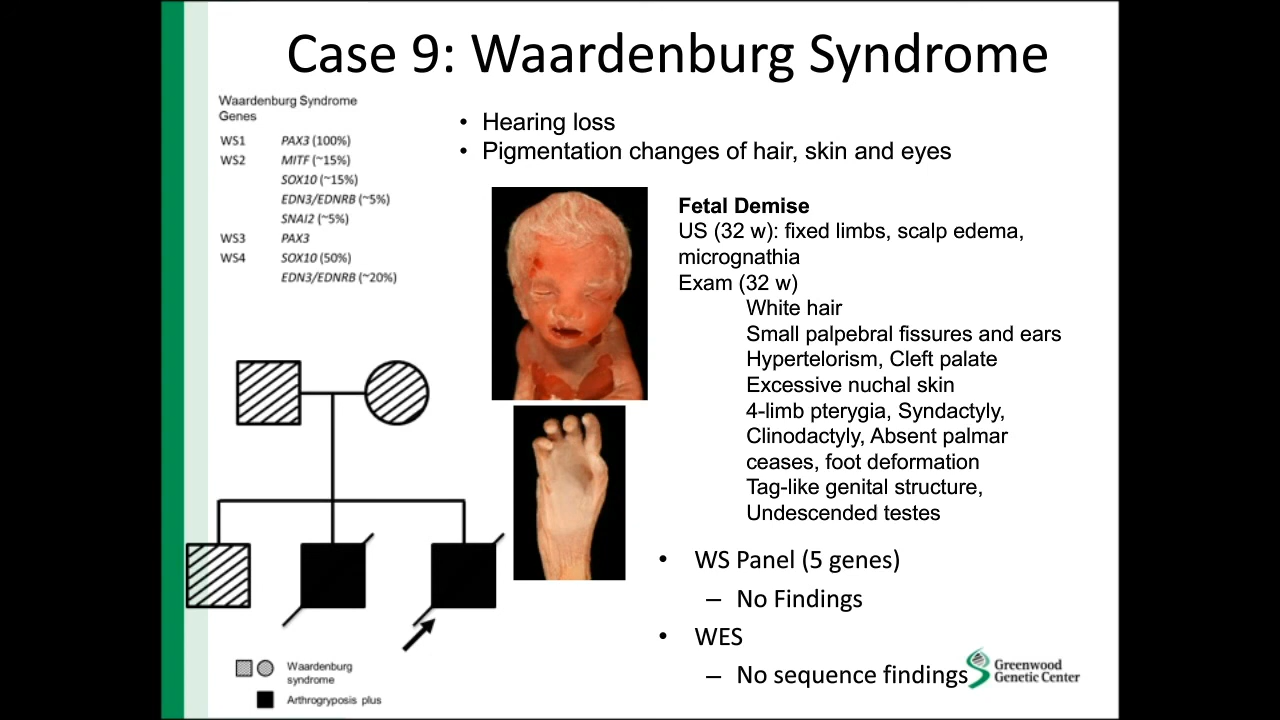 Case 9: Waardenburg Syndrome
Waardenburg Syndrome
Genes
WS1 PAX3 (100%)
WS2 MITF (~15%)
SOX10 (~15%)
EDN3/EDNRB (~5%)
SNAI2 (~5%)
WS3 PAX3
WS4 SOX10 (50%)
EDN3/EDNRB (~20%)
• Hearing loss
• Pigmentation changes of hair, skin and eyes
Fetal Demise
US (32 w): fixed limbs, scalp edema,
micrognathia
Exam (32 w)
White hair
Small palpebral fissures and ears
Hypertelorism, Cleft palate
Excessive nuchal skin
4-limb pterygia, Syndactyly,
Clinodactyly, Absent palmar
ceases, foot deformation
Tag-like genital structure,
Undescended testes
• WS Panel (5 genes)
– No Findings
• WES
– No sequence findings
Waardenburg
syndrome
Arthrogryposis plus
Greenwood
Genetic Center